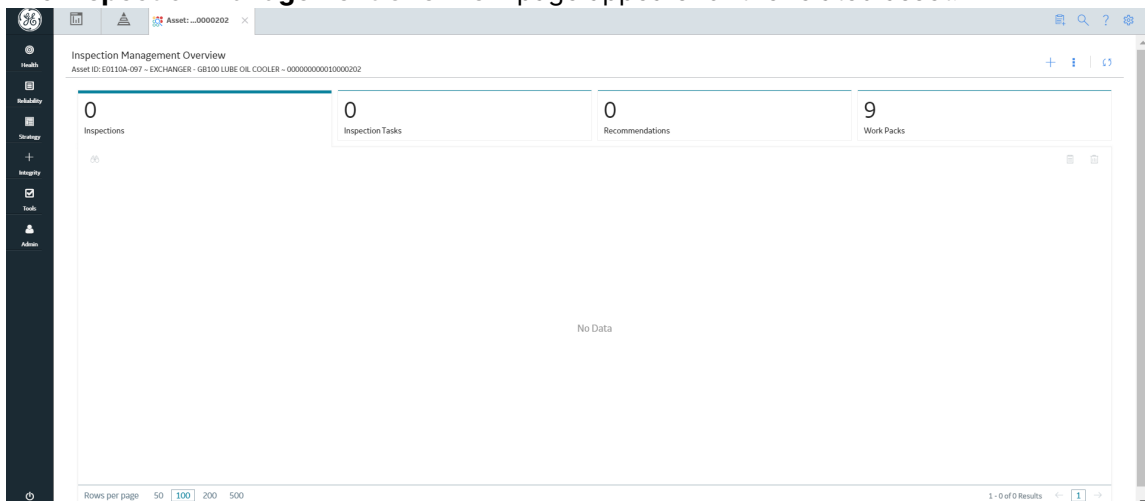 Asset: ...0000202
Health
Reliability
Strategy
Integrity
Tools
Admin
Inspection Management Overview
Asset ID: E0110A-097 ~ EXCHANGER - GB100 LUBE OIL COOLER ~ 000000000010000202
0
Inspections
0
Inspection Tasks
0
Recommendations
9
Work Packs
No Data
Rows per page 50 100 200 500
1 - 0 of 0 Results 1